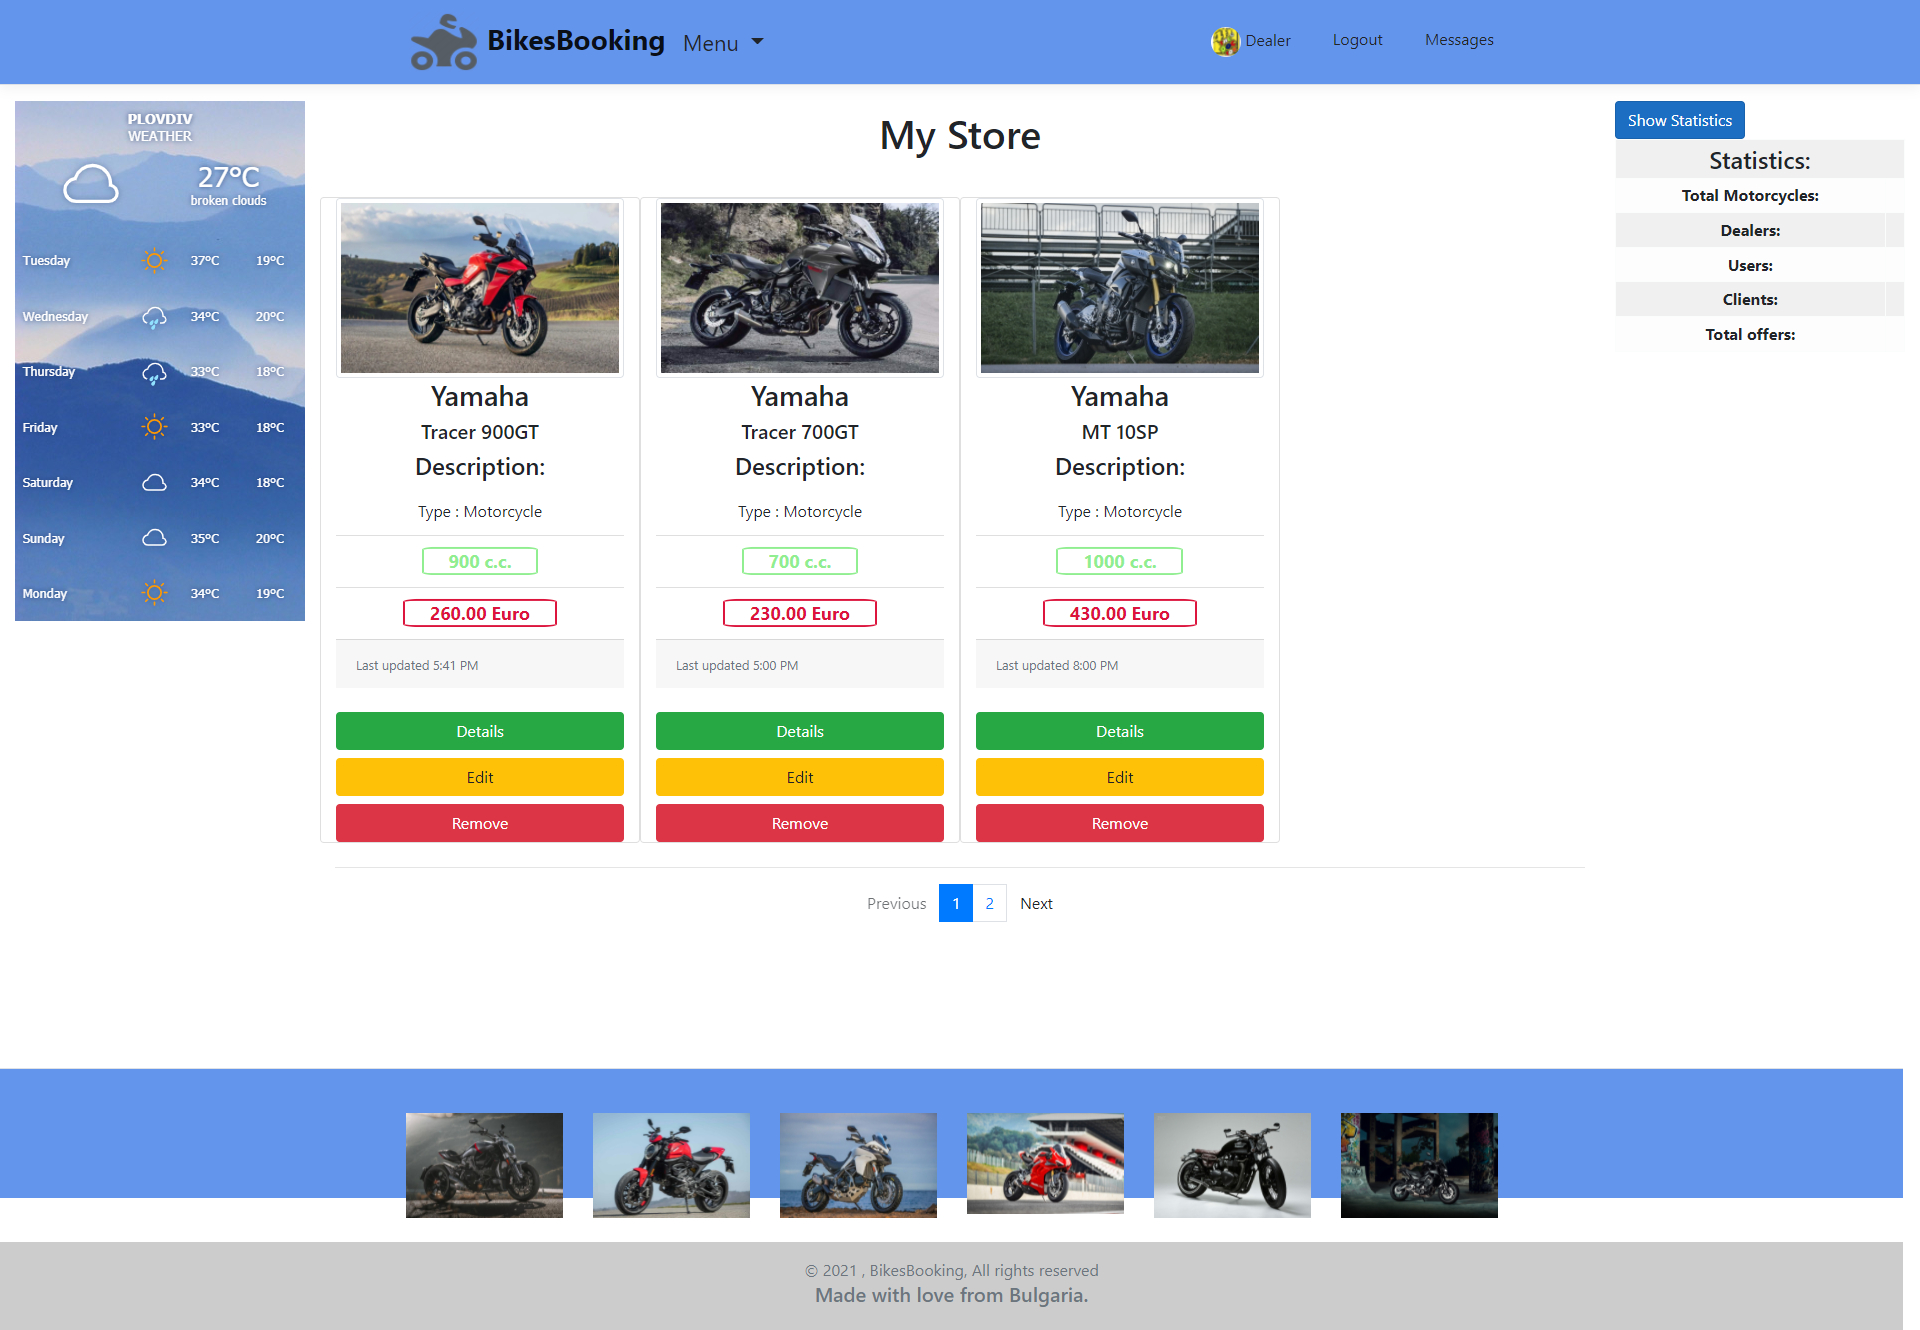 BikesBooking Menu
Dealer Logout Messages
PLOVDIV
WEATHER
27°C
broken clouds
Tuesday 37°C 19°C
Wednesday 34°C 20°C
Thursday 33°C 18°C
Friday 33°C 18°C
Saturday 34°C 18°C
Sunday 35°C 20°C
Monday 34°C 19°C
My Store
Yamaha
Tracer 900GT
Description:
Type : Motorcycle
900 c.c.
260.00 Euro
Last updated 5:41 PM
Details
Edit
Remove
Yamaha
Tracer 700GT
Description:
Type : Motorcycle
700 c.c.
230.00 Euro
Last updated 5:00 PM
Details
Edit
Remove
Yamaha
MT 10SP
Description:
Type : Motorcycle
1000 c.c.
430.00 Euro
Last updated 8:00 PM
Details
Edit
Remove
Previous 1 2 Next
Show Statistics
Statistics:
Total Motorcycles:
Dealers:
Users:
Clients:
Total offers:
© 2021 , BikesBooking, All rights reserved
Made with love from Bulgaria.